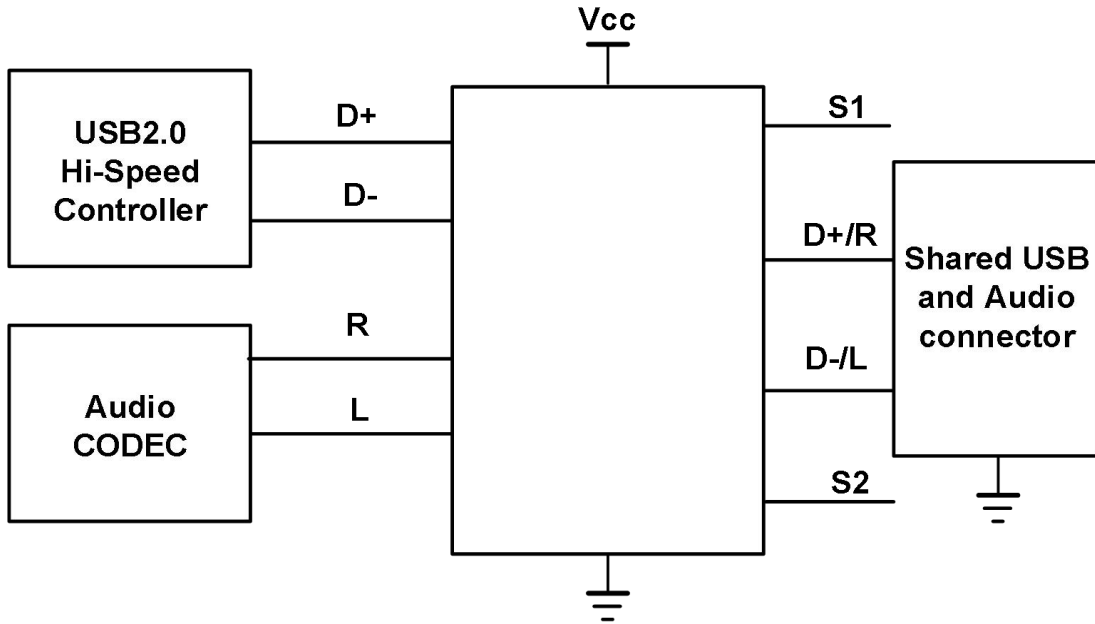 Vcc
USB2.0
Hi-Speed
Controller
D+
D-
S1
D+/R
Shared USB
and Audio
connector
D-/L
S2
R
L
Audio
CODEC